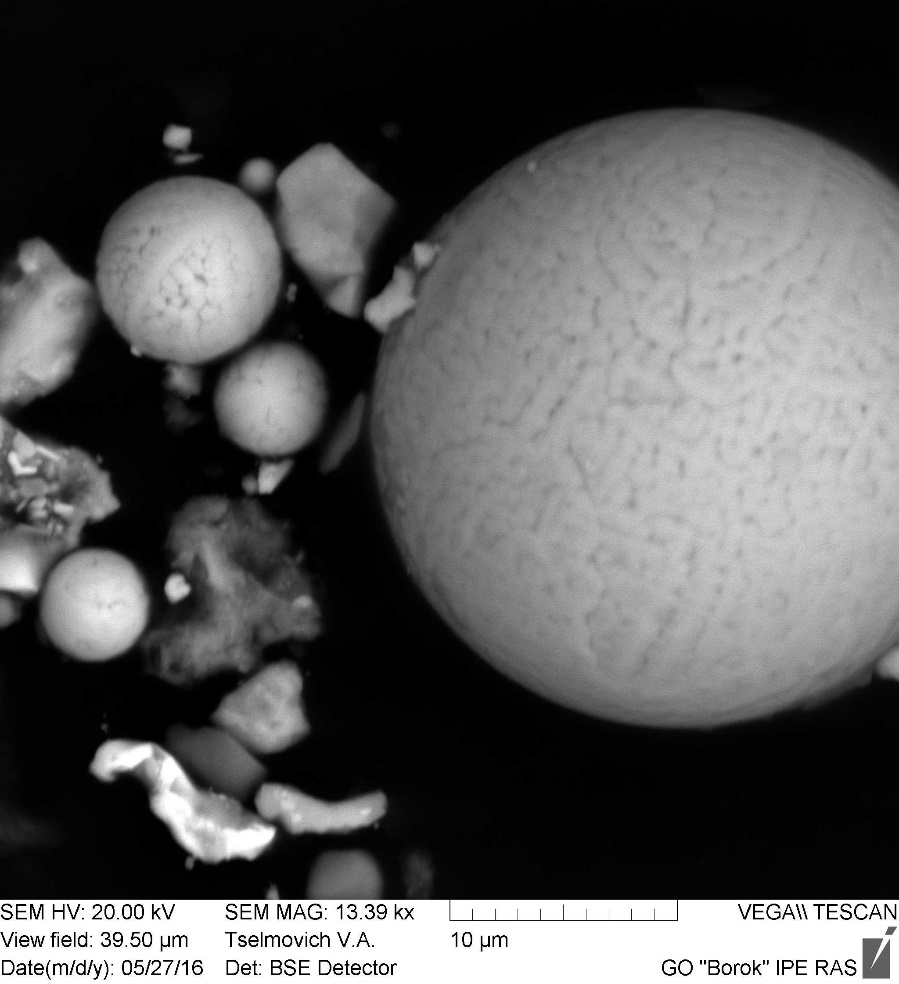 SEM HV: 20.00 kV SEM MAG: 13.39 kx VEGA\\ TESCAN
View field: 39.50 µm Tselmovich V.A. 10 µm
Date(m/d/y): 05/27/16 Det: BSE Detector GO "Borok" IPE RAS